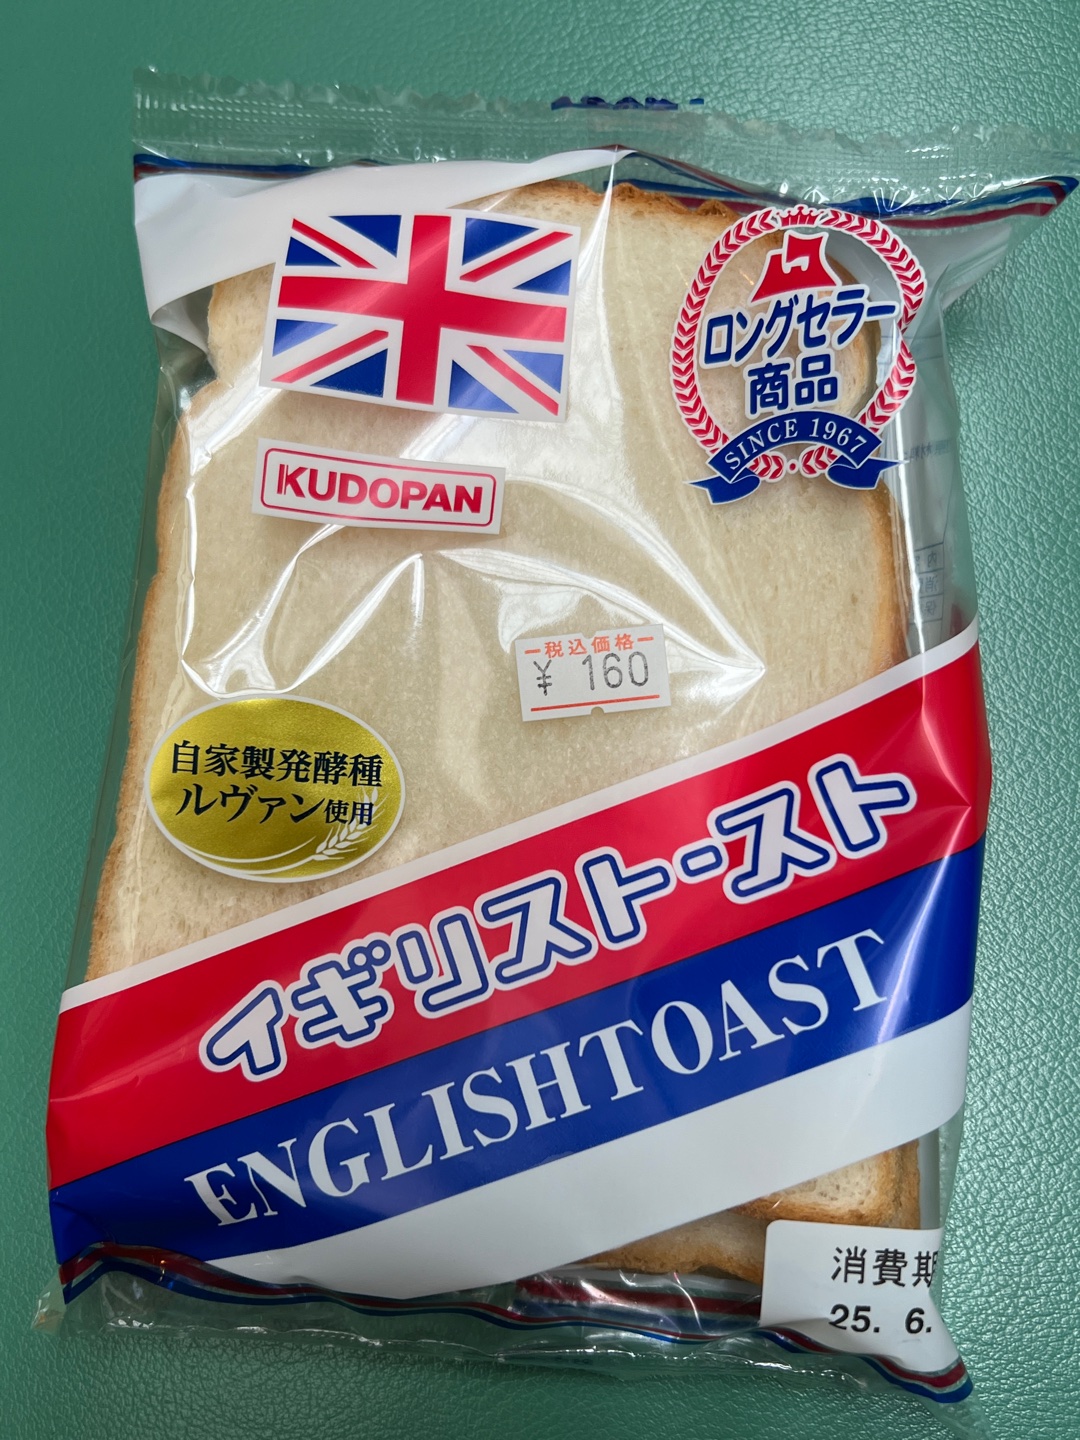 ロングセラー
商品
SINCE 1967
KUDOPAN
税込価格
¥ 160
自家製発酵種
ルヴァン使用
イギリストースト
ENGLISHTOAST
消費期
25. 6.